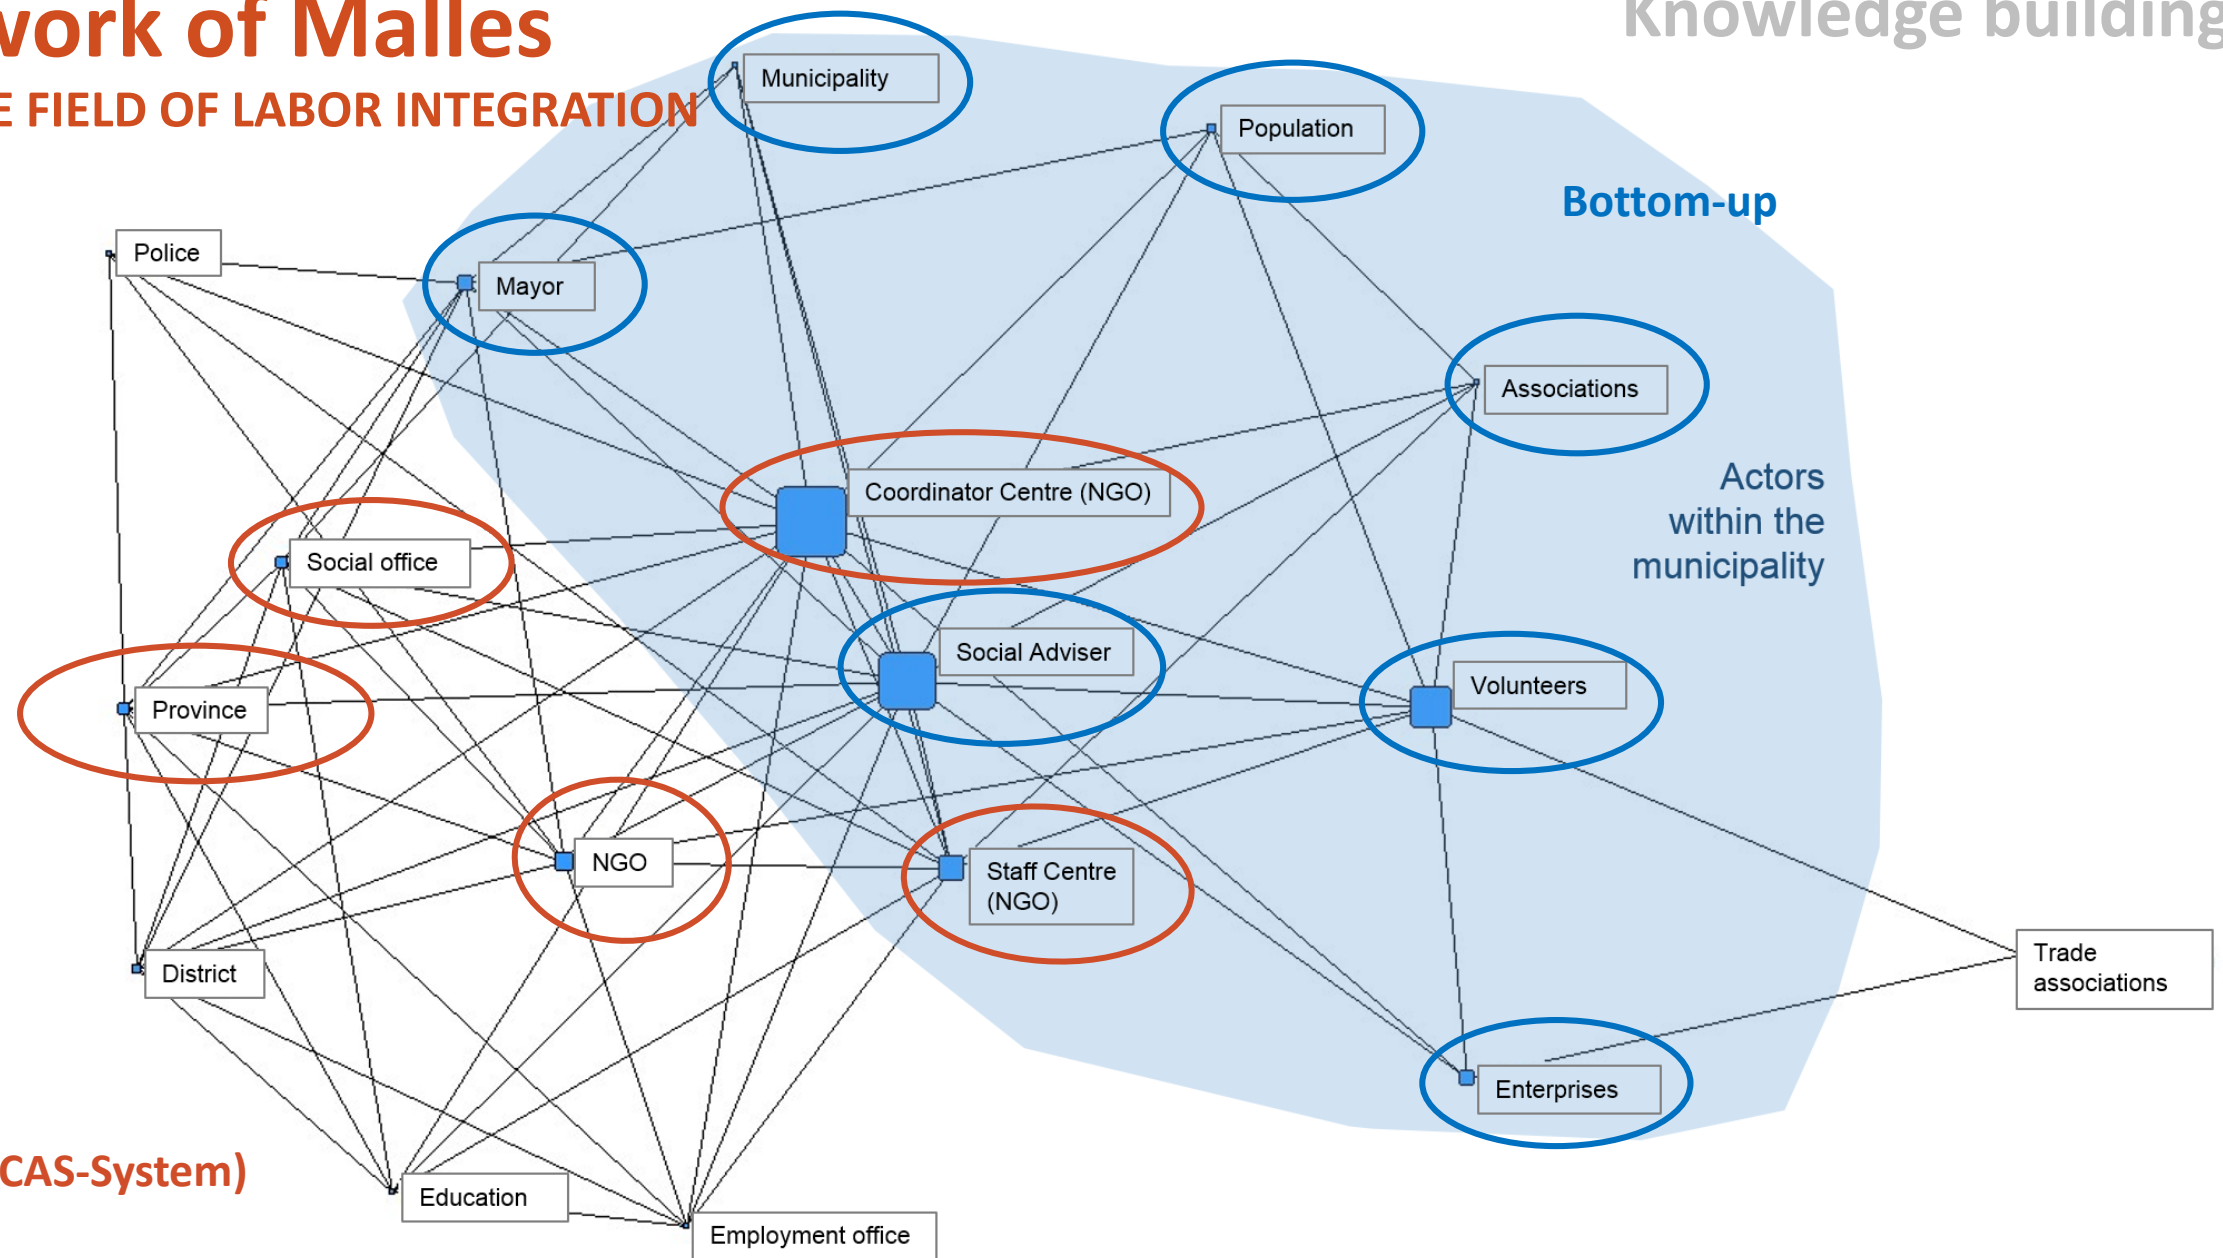 work of Malles
Knowledge building
E FIELD OF LABOR INTEGRATION
Municipality
Population
Bottom-up
Police
Mayor
Associations
Actors
within the
municipality
Coordinator Centre (NGO)
Social office
Social Adviser
Volunteers
Province
NGO
Staff Centre
(NGO)
District
Trade
associations
Enterprises
CAS-System)
Education
Employment office